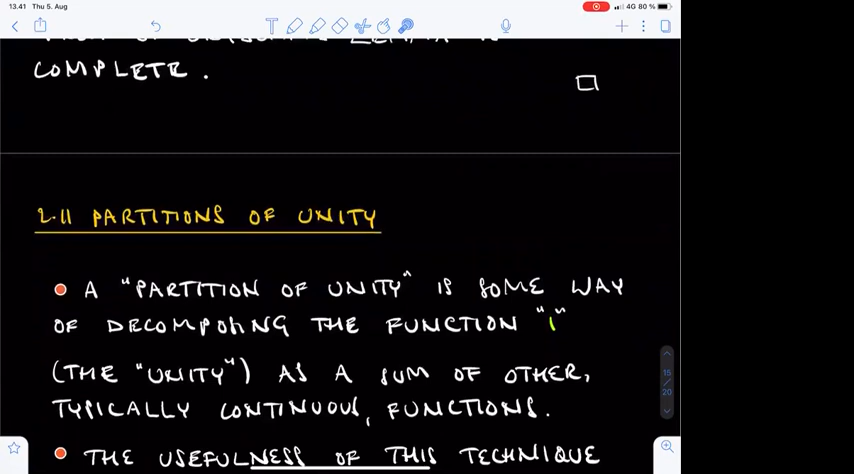 13.41 Thu 5. Aug
4G 80 %
COMPLETE.
2.11 PARTITIONS OF UNITY
A "PARTITION OF UNITY" IS SOME WAY
OF DECOMPOSING THE FUNCTION "1"
(THE "UNITY") AS A SUM OF OTHER,
TYPICALLY CONTINUOUS, FUNCTIONS.
15
/
20
THE USEFULNESS OF THIS TECHNIQUE